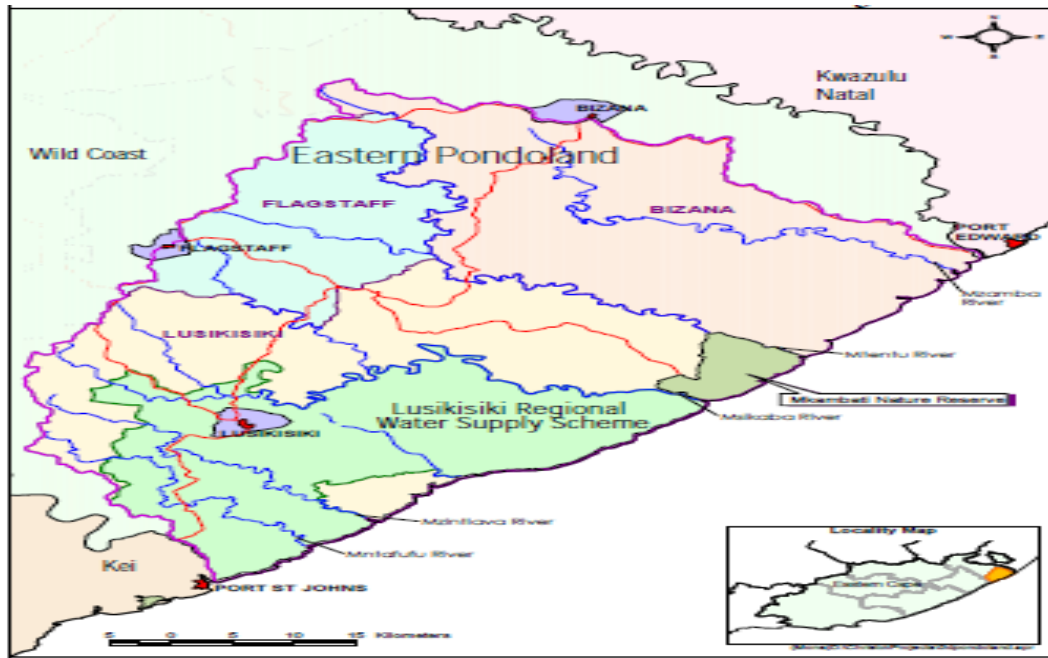 Kwazulu
Natal
BIZANA
Wild Coast
Eastern Pondoland
FLAGSTAFF
BIZANA
PORT
EDWARD
FLAGSTAFF
Mzamba
River
LUSIKISIKI
Mtentu River
Mkambati Nature Reserve
Lusikisiki Regional
Water Supply Scheme
Msikaba River
LUSIKISIKI
Mzintlava River
Mntafufu River
Kei
PORT ST JOHNS
Locality Map
Eastern Cape
5 0 5 10 15 Kilometers